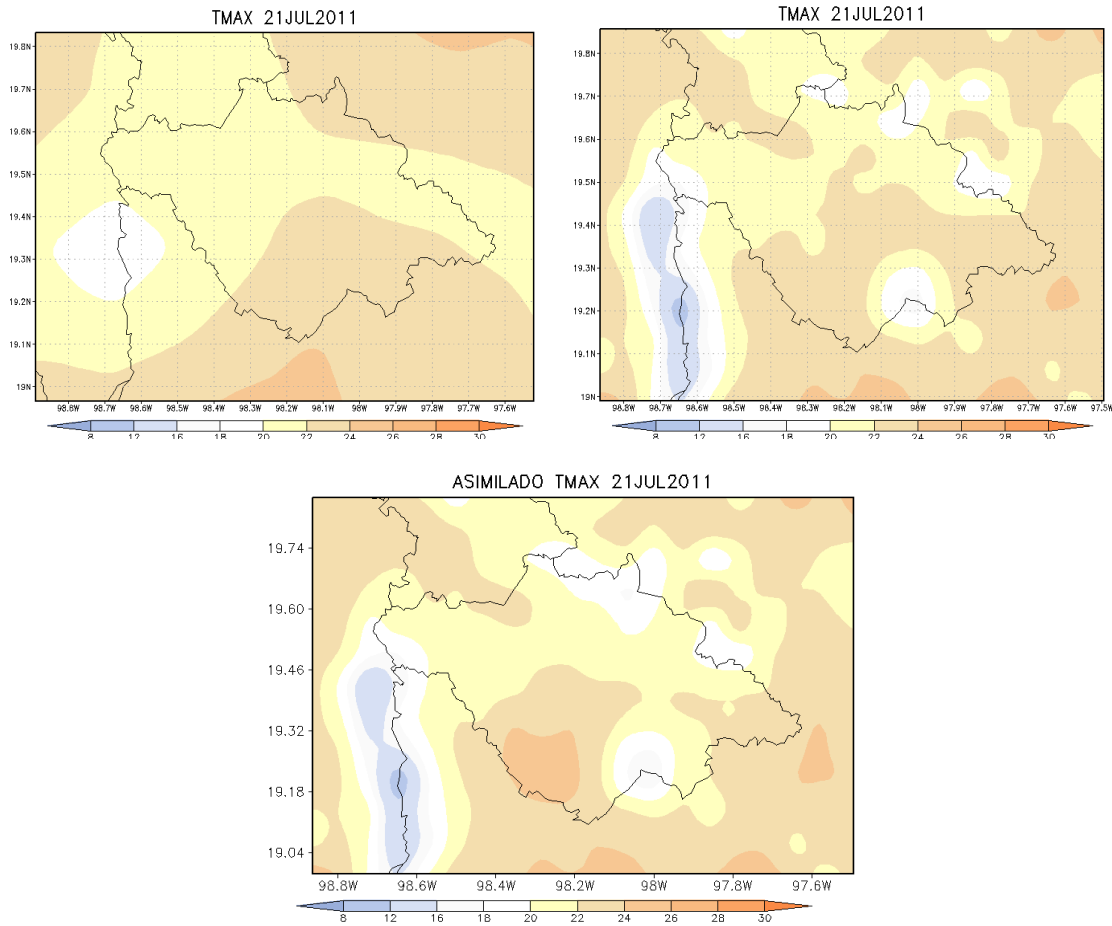 TMAX 21JUL2011
19.8N
19.7N
19.6N
19.5N
19.4N
19.3N
19.2N
19.1N
19N
98.8W 98.7W 98.6W 98.5W 98.4W 98.3W 98.2W 98.1W 98W 97.9W 97.8W 97.7W 97.6W
8 12 16 18 20 22 24 26 28 30
TMAX 21JUL2011
19.8N
19.7N
19.6N
19.5N
19.4N
19.3N
19.2N
19.1N
19N
98.8W 98.7W 98.6W 98.5W 98.4W 98.3W 98.2W 98.1W 98W 97.9W 97.8W 97.7W 97.6W 97.5W
8 12 16 18 20 22 24 26 28 30
ASIMILADO TMAX 21JUL2011
19.74
19.60
19.46
19.32
19.18
19.04
98.8W 98.6W 98.4W 98.2W 98W 97.8W 97.6W
8 12 16 18 20 22 24 26 28 30